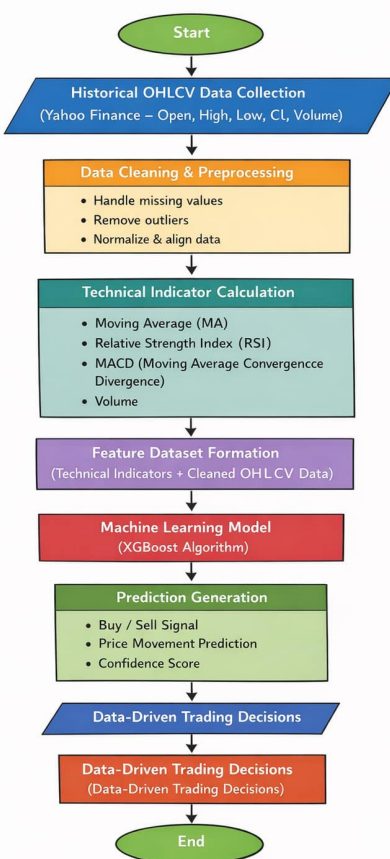 Start
Historical OHLCV Data Collection
(Yahoo Finance – Open, High, Low, Cl, Volume)
Data Cleaning & Preprocessing
• Handle missing values
• Remove outliers
• Normalize & align data
Technical Indicator Calculation
• Moving Average (MA)
• Relative Strength Index (RSI)
• MACD (Moving Average Convergencce
Divergence)
• Volume
Feature Dataset Formation
(Technical Indicators + Cleaned OHLCV Data)
Machine Learning Model
(XGBoost Algorithm)
Prediction Generation
• Buy / Sell Signal
• Price Movement Prediction
• Confidence Score
Data-Driven Trading Decisions
Data-Driven Trading Decisions
(Data-Driven Trading Decisions)
End